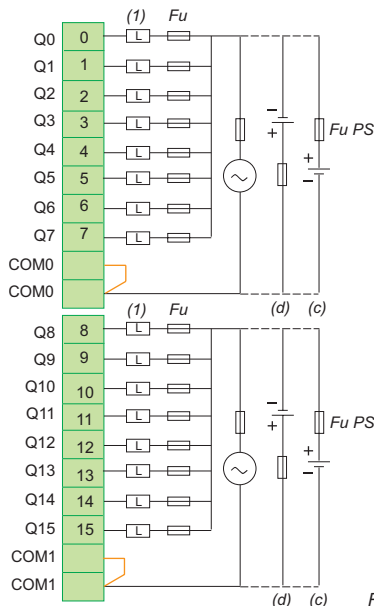 (1) Fu
Q0 0 L
Q1 1 L
Q2 2 L
Q3 3 L
Q4 4 L
Q5 5 L
Q6 6 L
Q7 7 L
− + Fu PS
+ −
COM0
COM0
(d) (c)
(1) Fu
Q8 8 L
Q9 9 L
Q10 10 L
Q11 11 L
Q12 12 L
Q13 13 L
Q14 14 L
Q15 15 L
− + Fu PS
+ −
COM1
COM1
(d) (c) F